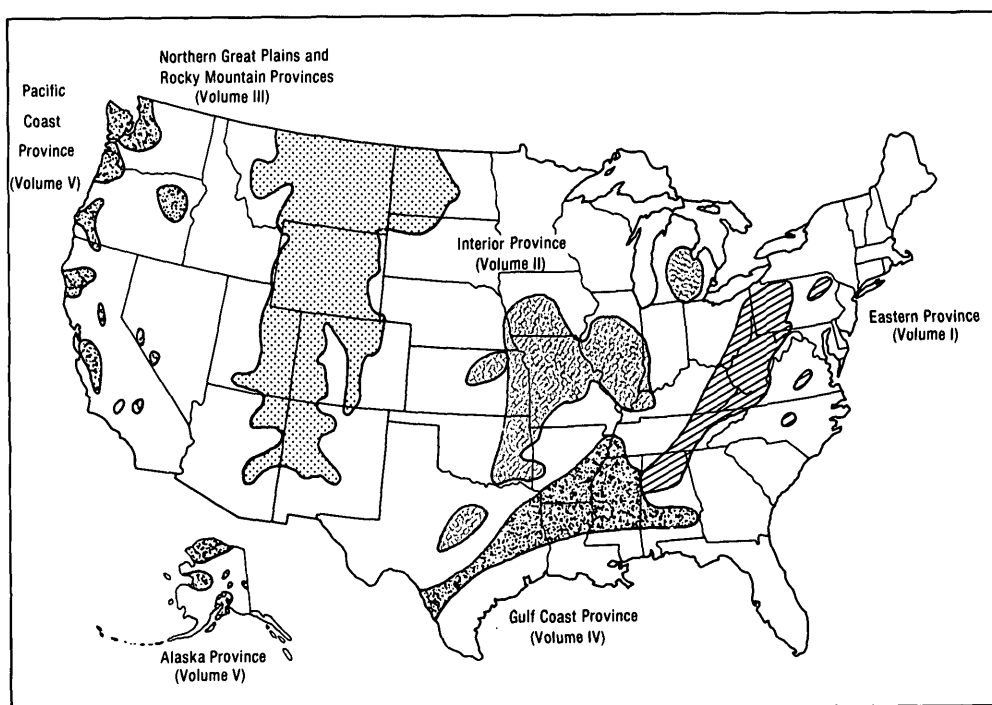 Northern Great Plains and
Rocky Mountain Provinces
(Volume III)
Pacific
Coast
Province
(Volume V)
Interior Province
(Volume II)
Eastern Province
(Volume I)
Gulf Coast Province
(Volume IV)
Alaska Province
(Volume V)